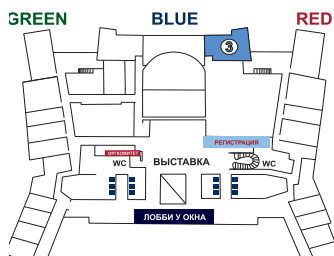 GREEN BLUE RED
3
РЕГИСТРАЦИЯ
ОРГКОМИТЕТ
WC ВЫСТАВКА WC
ЛОББИ У ОКНА